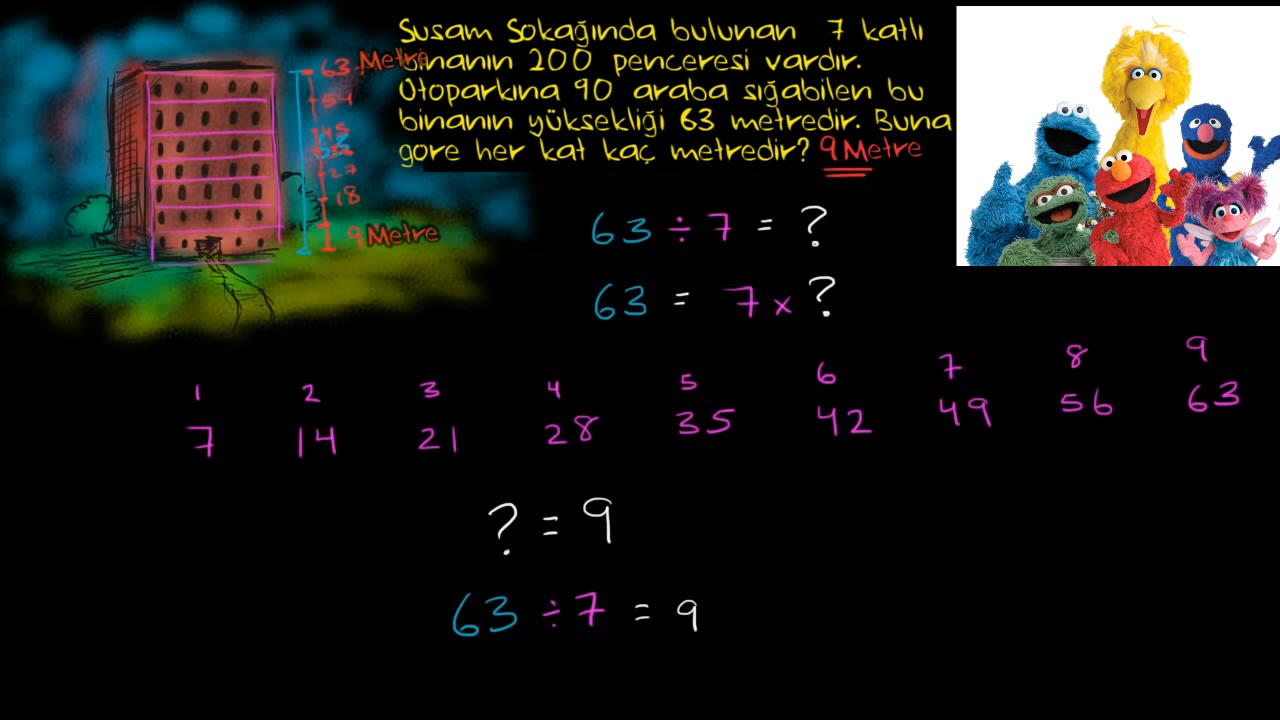 Susam Sokağında bulunan 7 katlı
binanın 200 penceresi vardır.
Otoparkına 90 araba sığabilen bu
binanın yüksekliği 63 metredir. Buna
gore her kat kaç metredir? 9 Metre
63 Metre
54
45
36
27
18
9 Metre
63 ÷ 7 = ?
63 = 7 x ?
1 2 3 4 5 6 7 8 9
7 14 21 28 35 42 49 56 63
? = 9
63 ÷ 7 = 9